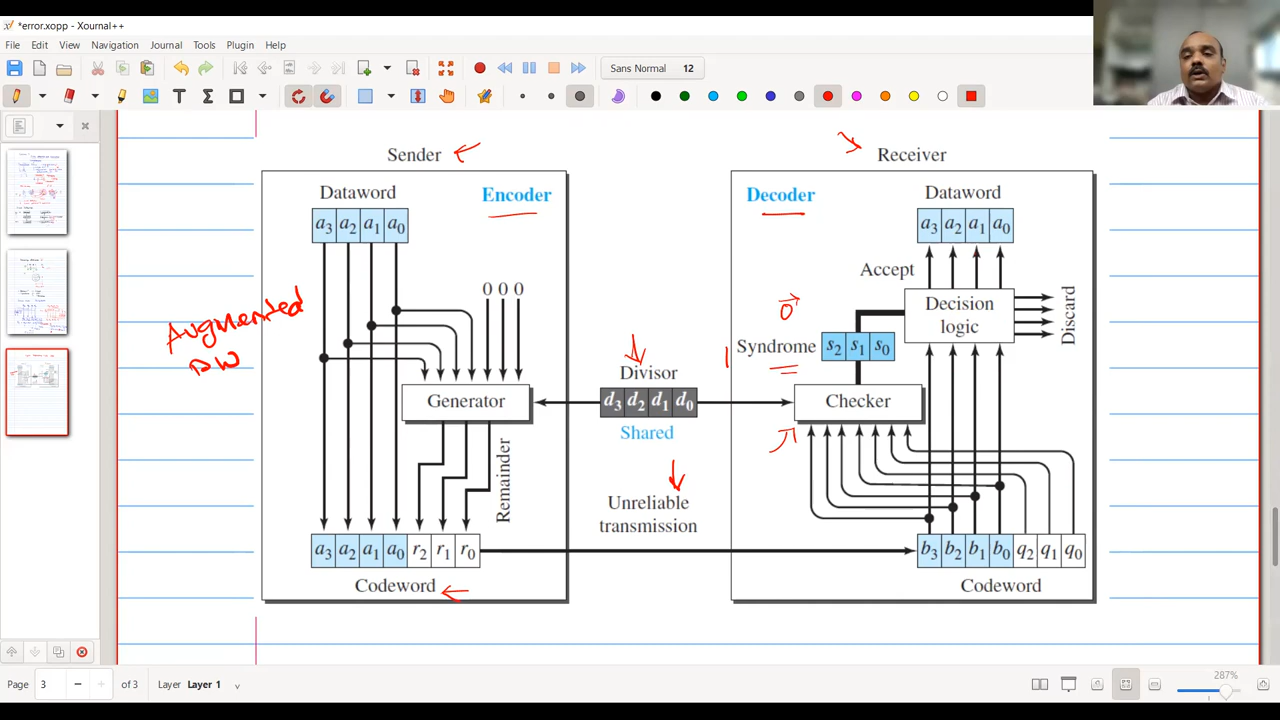 *error.xopp - Xournal++
File Edit View Navigation Journal Tools Plugin Help
Sans Normal 12
Sender
Receiver
Dataword
Encoder
Decoder
Dataword
a3 a2 a1 a0
a3 a2 a1 a0
0 0 0
Accept
Decision
logic
Discard
Augmented
DW
0
Syndrome s2 s1 s0
1
Divisor
Generator
d3 d2 d1 d0
Checker
Shared
Remainder
Unreliable
transmission
a3 a2 a1 a0 r2 r1 r0
b3 b2 b1 b0 q2 q1 q0
Codeword
Codeword
Page 3 of 3 Layer Layer 1
287%